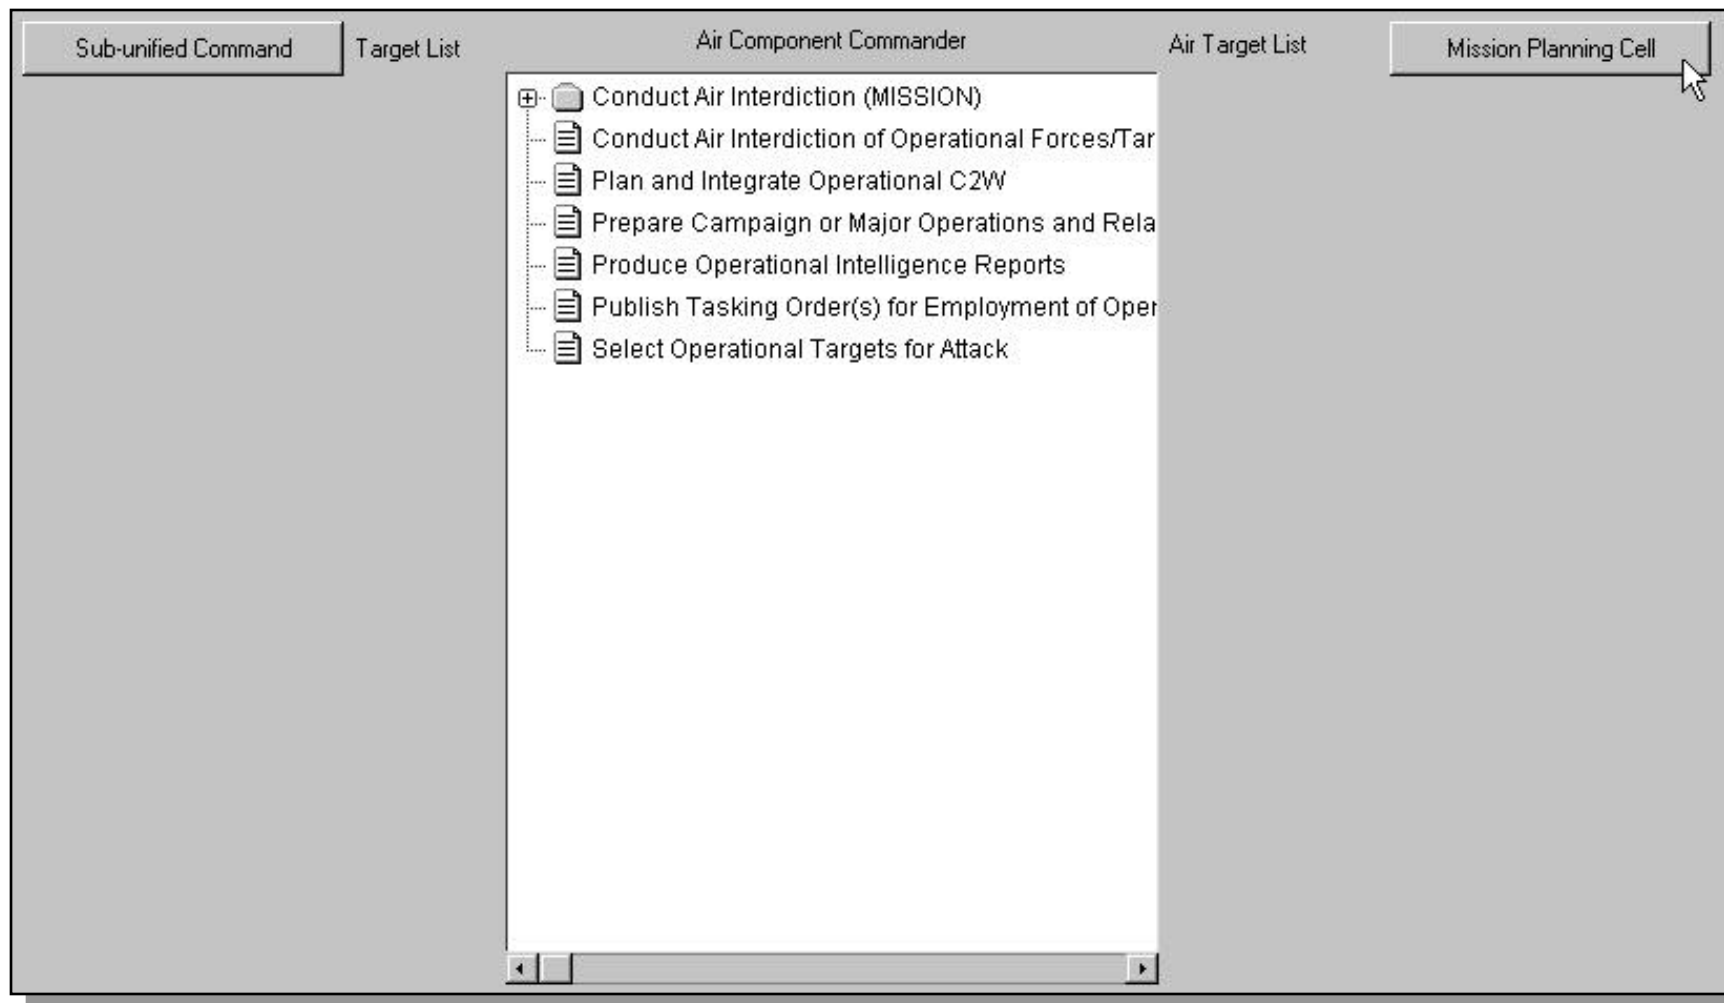 Sub-unified Command
Target List
Air Component Commander
Air Target List
Mission Planning Cell
Conduct Air Interdiction (MISSION)
Conduct Air Interdiction of Operational Forces/Tar
Plan and Integrate Operational C2W
Prepare Campaign or Major Operations and Rela
Produce Operational Intelligence Reports
Publish Tasking Order(s) for Employment of Oper
Select Operational Targets for Attack